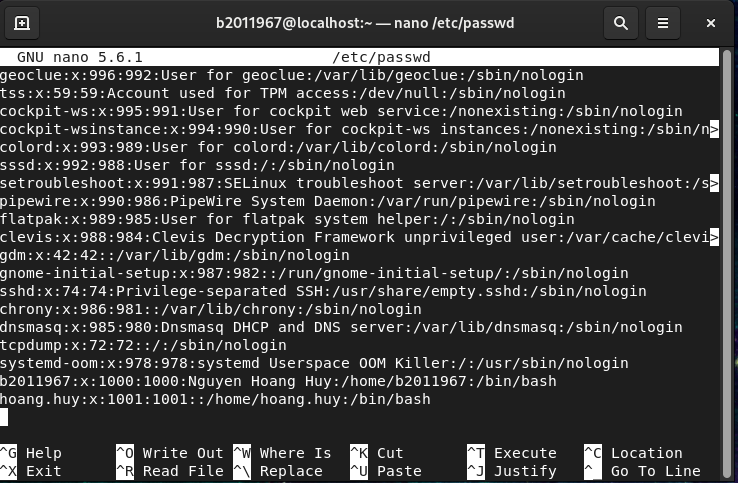 b2011967@localhost:~ — nano /etc/passwd
GNU nano 5.6.1 /etc/passwd
geoclue:x:996:992:User for geoclue:/var/lib/geoclue:/sbin/nologin
tss:x:59:59:Account used for TPM access:/dev/null:/sbin/nologin
cockpit-ws:x:995:991:User for cockpit web service:/nonexisting:/sbin/nologin
cockpit-wsinstance:x:994:990:User for cockpit-ws instances:/nonexisting:/sbin/n>
colord:x:993:989:User for colord:/var/lib/colord:/sbin/nologin
sssd:x:992:988:User for sssd:/:/sbin/nologin
setroubleshoot:x:991:987:SELinux troubleshoot server:/var/lib/setroubleshoot:/s>
pipewire:x:990:986:PipeWire System Daemon:/var/run/pipewire:/sbin/nologin
flatpak:x:989:985:User for flatpak system helper:/:/sbin/nologin
clevis:x:988:984:Clevis Decryption Framework unprivileged user:/var/cache/clevi>
gdm:x:42:42::/var/lib/gdm:/sbin/nologin
gnome-initial-setup:x:987:982::/run/gnome-initial-setup/:/sbin/nologin
sshd:x:74:74:Privilege-separated SSH:/usr/share/empty.sshd:/sbin/nologin
chrony:x:986:981::/var/lib/chrony:/sbin/nologin
dnsmasq:x:985:980:Dnsmasq DHCP and DNS server:/var/lib/dnsmasq:/sbin/nologin
tcpdump:x:72:72::/:/sbin/nologin
systemd-oom:x:978:978:systemd Userspace OOM Killer:/:/usr/sbin/nologin
b2011967:x:1000:1000:Nguyen Hoang Huy:/home/b2011967:/bin/bash
hoang.huy:x:1001:1001::/home/hoang.huy:/bin/bash
^G Help ^O Write Out ^W Where Is ^K Cut ^T Execute ^C Location
^X Exit ^R Read File ^\ Replace ^U Paste ^J Justify ^_ Go To Line